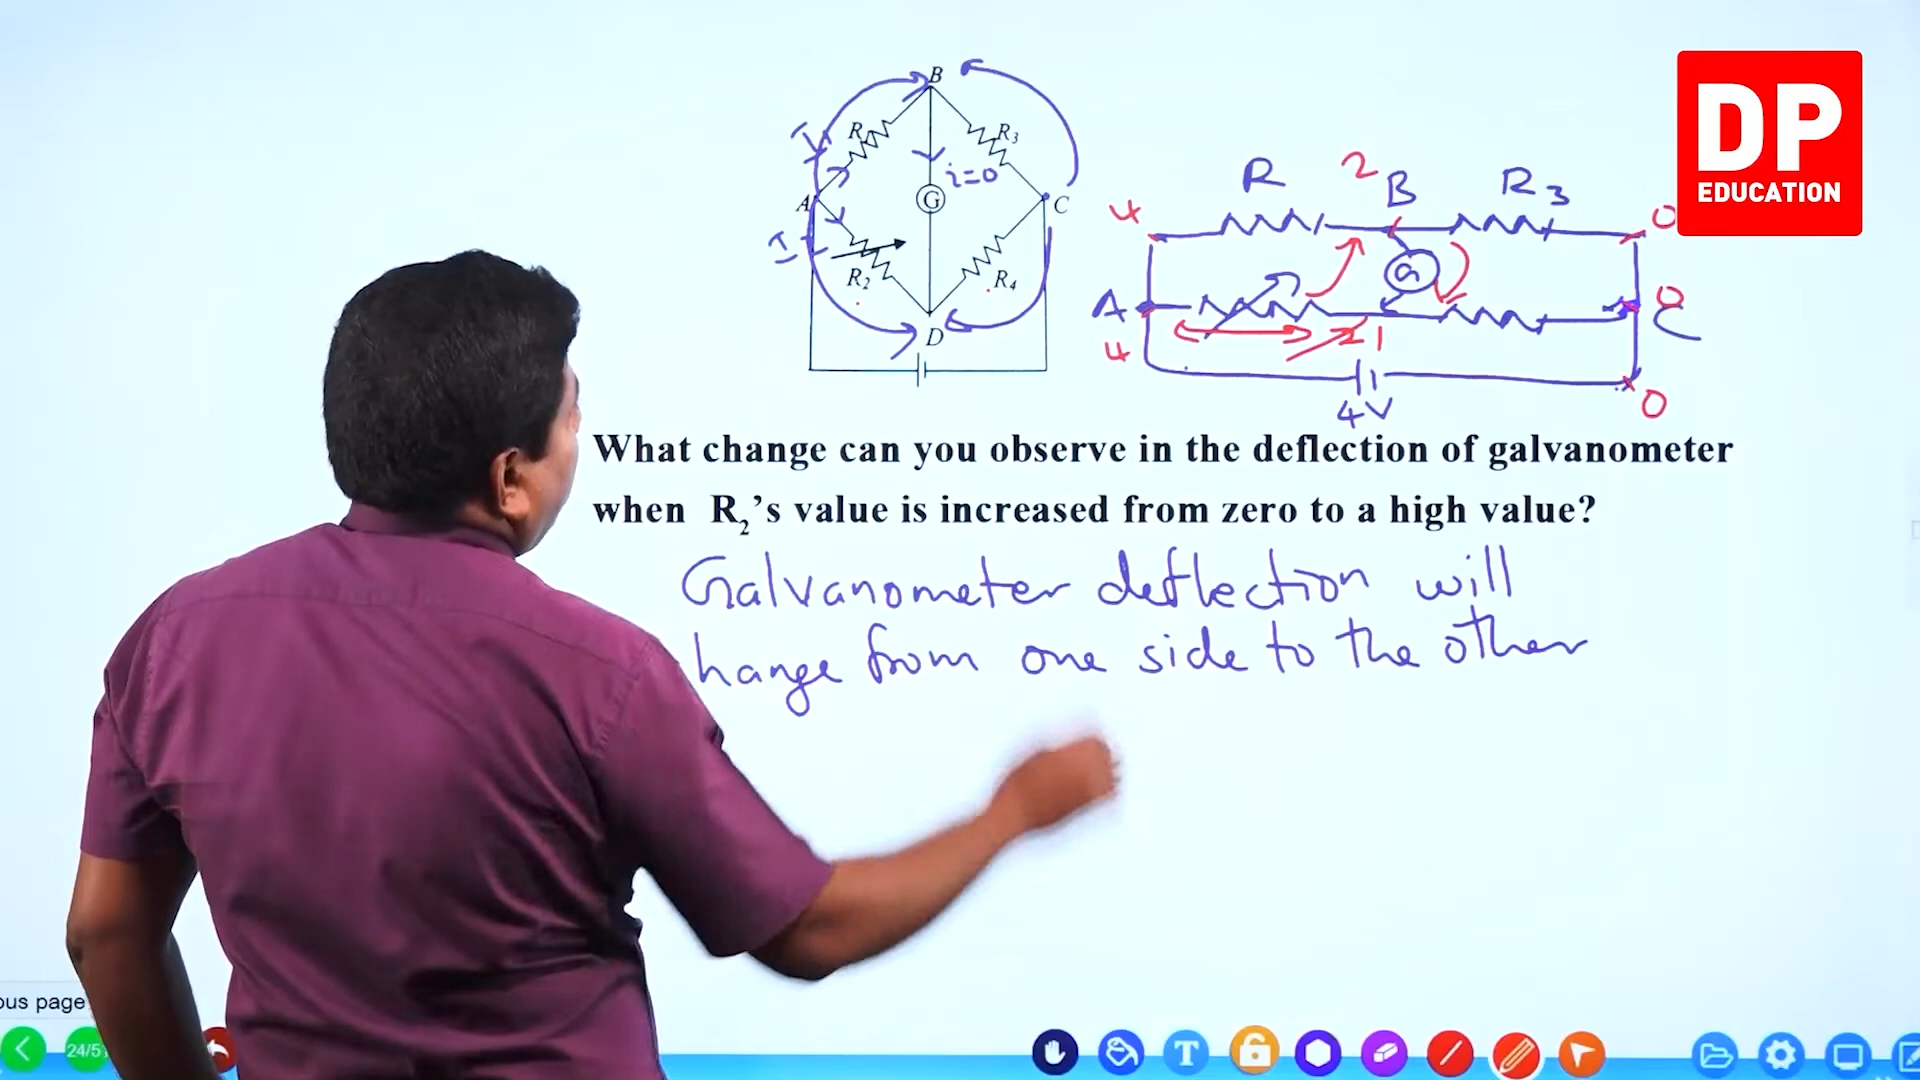 DP
EDUCATION
B
I
R
R3
i=0
A
G
C
I
R2
R4
D
R
2
B
R3
4
0
G
A
0
C
4
1
0
4V
What change can you observe in the deflection of galvanometer
when R2's value is increased from zero to a high value?
Galvanometer deflection will
hange from one side to the other
ous page
24/5
T